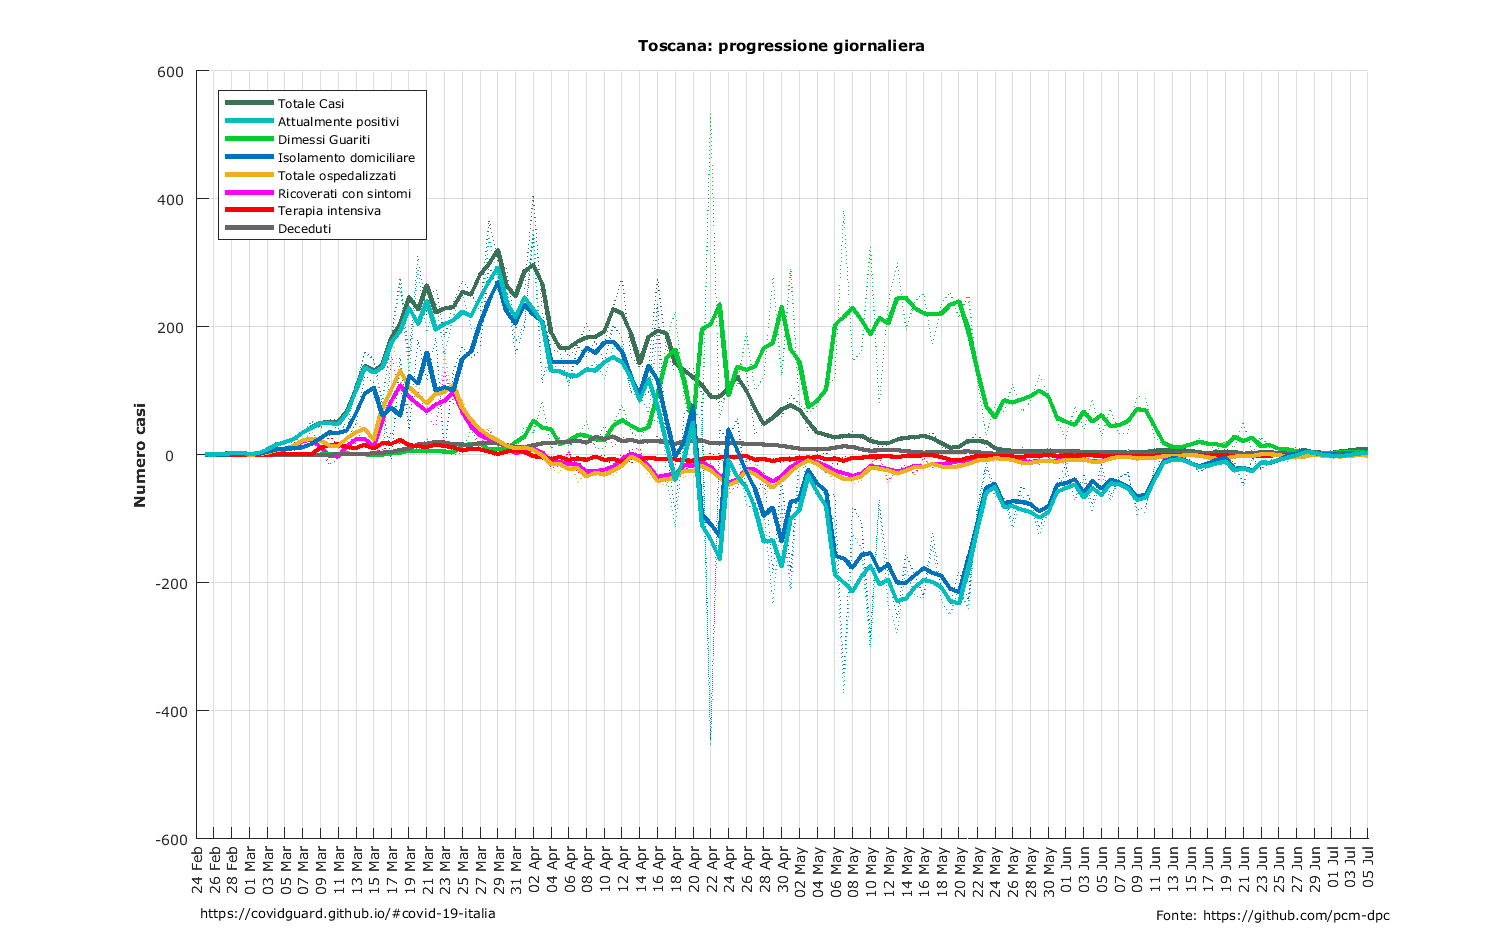 Toscana: progressione giornaliera
600
400
200
0
-200
-400
-600
Numero casi
Totale Casi
Attualmente positivi
Dimessi Guariti
Isolamento domiciliare
Totale ospedalizzati
Ricoverati con sintomi
Terapia intensiva
Deceduti
24 Feb
26 Feb
28 Feb
01 Mar
03 Mar
05 Mar
07 Mar
09 Mar
11 Mar
13 Mar
15 Mar
17 Mar
19 Mar
21 Mar
23 Mar
25 Mar
27 Mar
29 Mar
31 Mar
02 Apr
04 Apr
06 Apr
08 Apr
10 Apr
12 Apr
14 Apr
16 Apr
18 Apr
20 Apr
22 Apr
24 Apr
26 Apr
28 Apr
30 Apr
02 May
04 May
06 May
08 May
10 May
12 May
14 May
16 May
18 May
20 May
22 May
24 May
26 May
28 May
30 May
01 Jun
03 Jun
05 Jun
07 Jun
09 Jun
11 Jun
13 Jun
15 Jun
17 Jun
19 Jun
21 Jun
23 Jun
25 Jun
27 Jun
29 Jun
01 Jul
03 Jul
05 Jul
https://covidguard.github.io/#covid-19-italia
Fonte: https://github.com/pcm-dpc